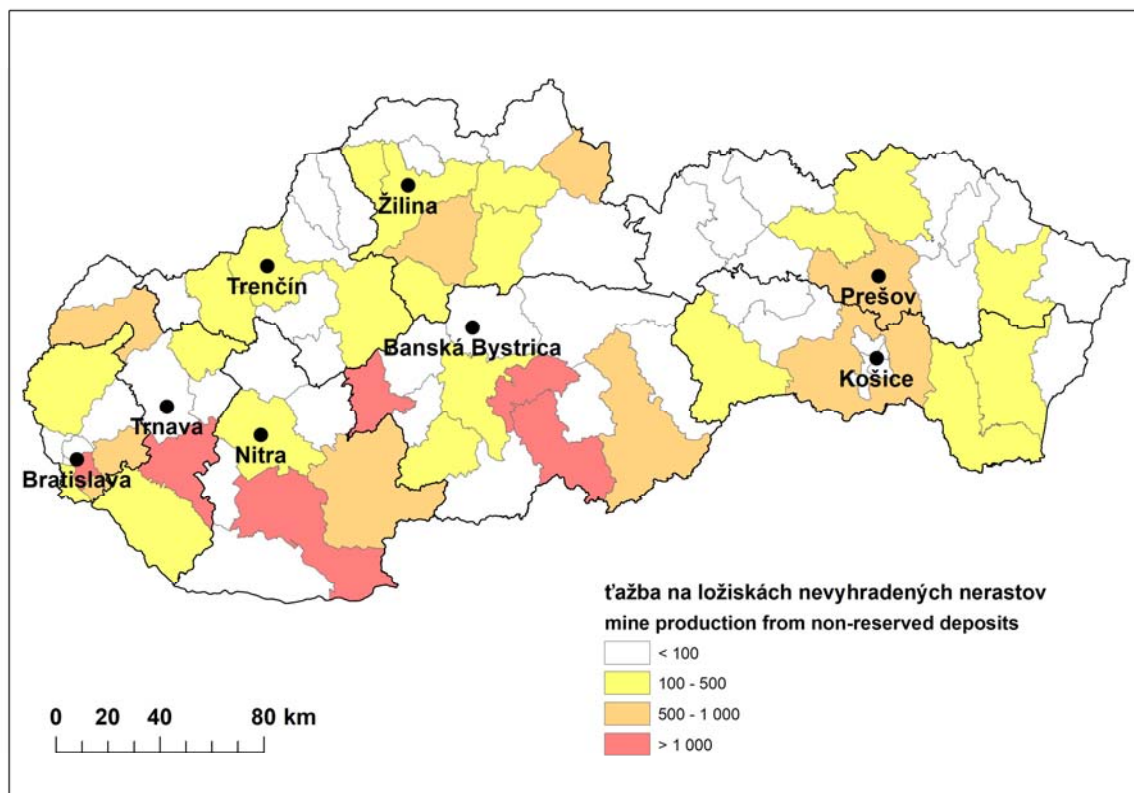 Žilina
Trenčín
Prešov
Banská Bystrica
Košice
Trnava
Nitra
Bratislava
ťažba na ložiskách nevyhradených nerastov
mine production from non-reserved deposits
< 100
100 - 500
500 - 1 000
> 1 000
0 20 40 80 km